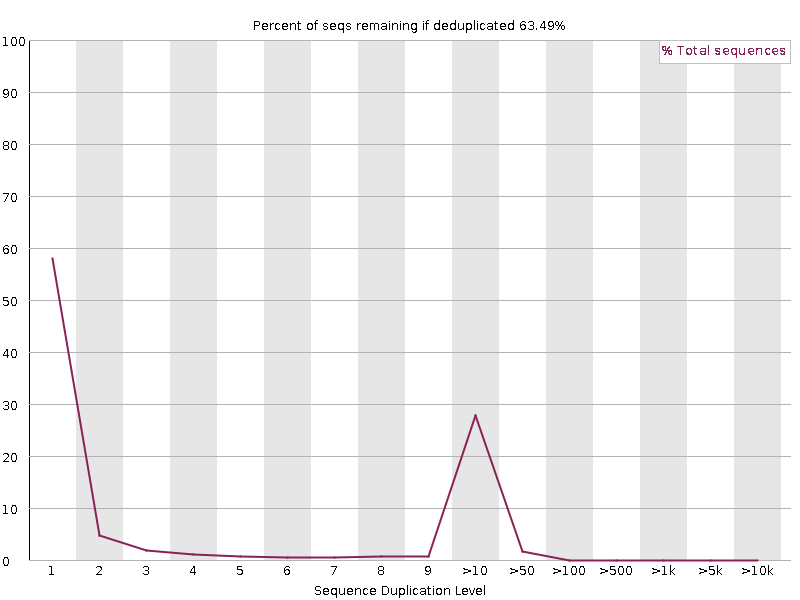 Percent of seqs remaining if deduplicated 63.49%
% Total sequences
100
90
80
70
60
50
40
30
20
10
0
1 2 3 4 5 6 7 8 9 >10 >50 >100 >500 >1k >5k >10k
Sequence Duplication Level